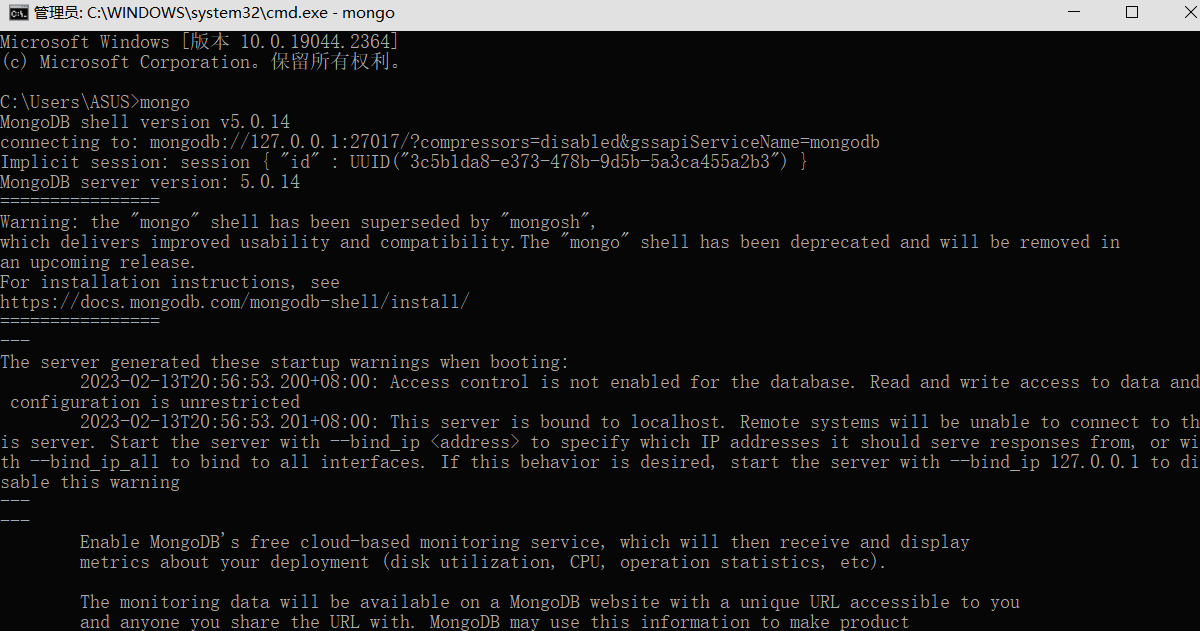 管理员: C:\WINDOWS\system32\cmd.exe - mongo
Microsoft Windows [版本 10.0.19044.2364]
(c) Microsoft Corporation。保留所有权利。
C:\Users\ASUS>mongo
MongoDB shell version v5.0.14
connecting to: mongodb://127.0.0.1:27017/?compressors=disabled&gssapiServiceName=mongodb
Implicit session: session { "id" : UUID("3c5b1da8-e373-478b-9d5b-5a3ca455a2b3") }
MongoDB server version: 5.0.14
================
Warning: the "mongo" shell has been superseded by "mongosh",
which delivers improved usability and compatibility.The "mongo" shell has been deprecated and will be removed in
an upcoming release.
For installation instructions, see
https://docs.mongodb.com/mongodb-shell/install/
================
---
The server generated these startup warnings when booting:
2023-02-13T20:56:53.200+08:00: Access control is not enabled for the database. Read and write access to data and
configuration is unrestricted
2023-02-13T20:56:53.201+08:00: This server is bound to localhost. Remote systems will be unable to connect to th
is server. Start the server with --bind_ip <address> to specify which IP addresses it should serve responses from, or wi
th --bind_ip_all to bind to all interfaces. If this behavior is desired, start the server with --bind_ip 127.0.0.1 to di
sable this warning
---
---
Enable MongoDB's free cloud-based monitoring service, which will then receive and display
metrics about your deployment (disk utilization, CPU, operation statistics, etc).
The monitoring data will be available on a MongoDB website with a unique URL accessible to you
and anyone you share the URL with. MongoDB may use this information to make product